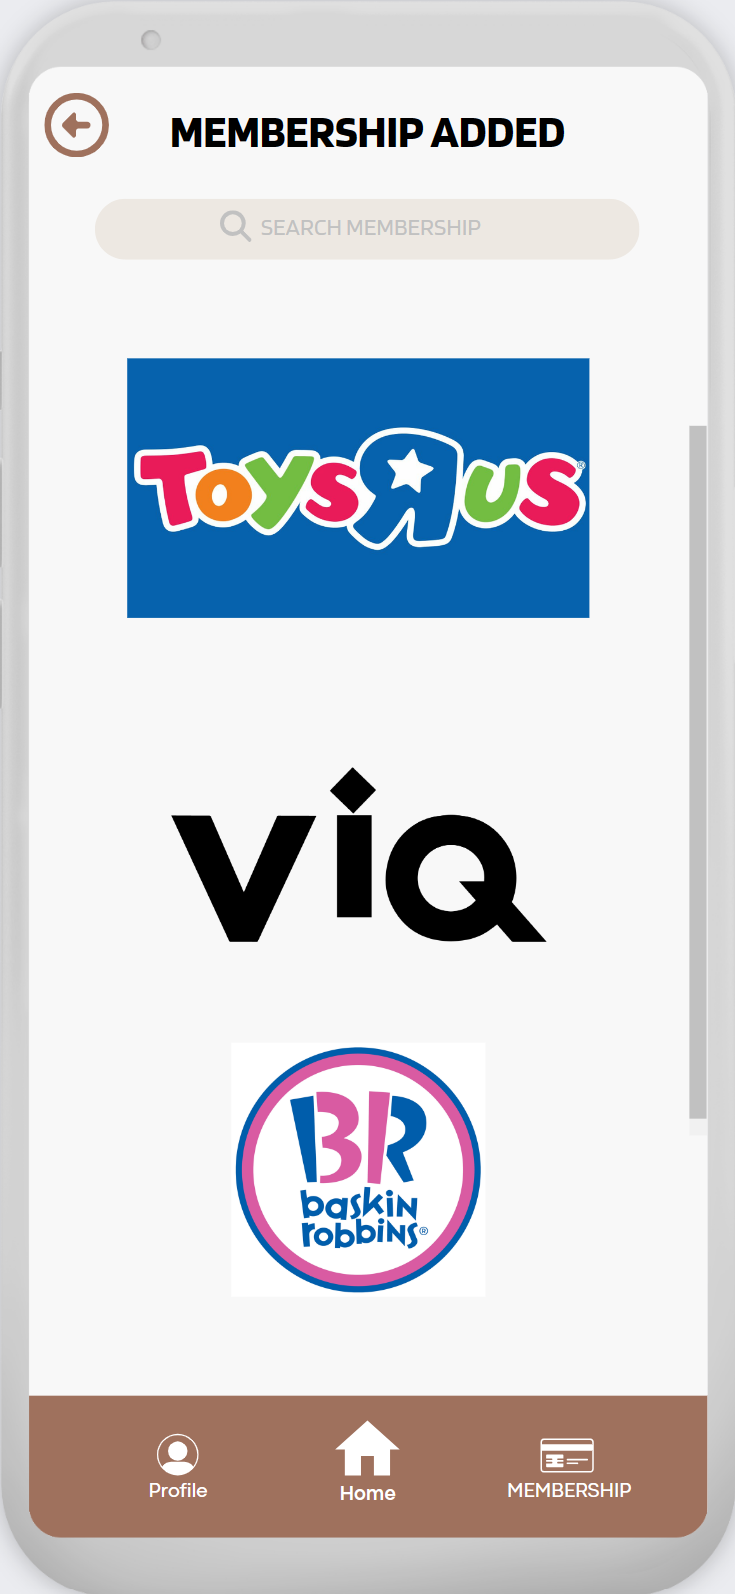 MEMBERSHIP ADDED
SEARCH MEMBERSHIP
ToysRus®
viQ
BR
baskin
robbins®
Profile
Home
MEMBERSHIP